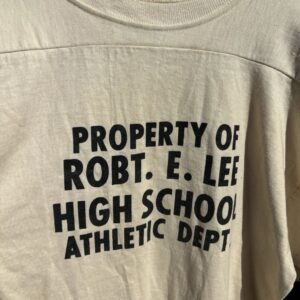 PROPERTY OF
ROBT. E. LEE
HIGH SCHOOL
ATHLETIC DEPT.